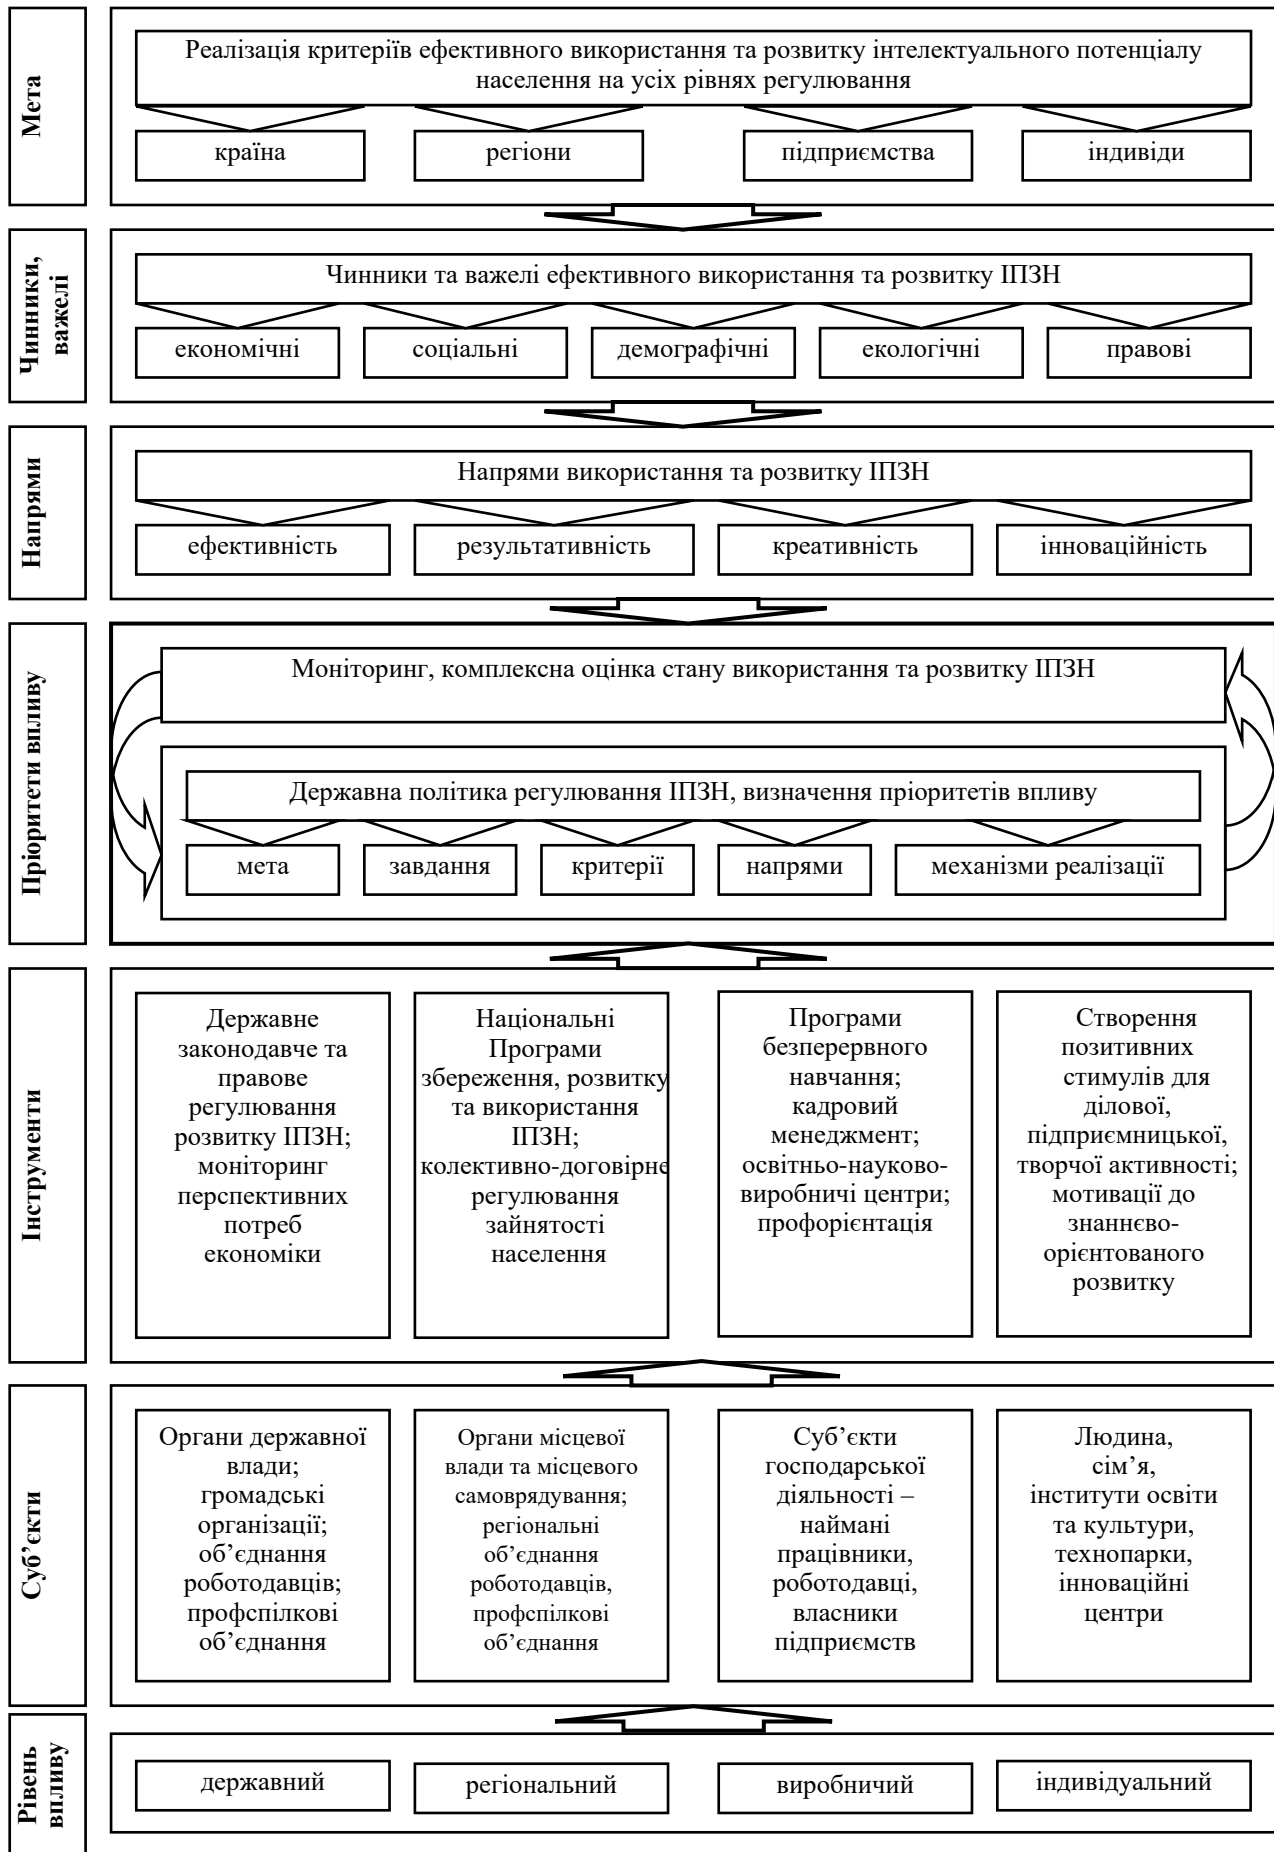 Мета
Реалізація критеріїв ефективного використання та розвитку інтелектуального потенціалу
населення на усіх рівнях регулювання
країна
регіони
підприємства
індивіди
Чинники,
важелі
Чинники та важелі ефективного використання та розвитку ІПЗН
економічні
соціальні
демографічні
екологічні
правові
Напрями
Напрями використання та розвитку ІПЗН
ефективність
результативність
креативність
інноваційність
Пріоритети впливу
Моніторинг, комплексна оцінка стану використання та розвитку ІПЗН
Державна політика регулювання ІПЗН, визначення пріоритетів впливу
мета
завдання
критерії
напрями
механізми реалізації
Інструменти
Державне
законодавче та
правове
регулювання
розвитку ІПЗН;
моніторинг
перспективних
потреб
економіки
Національні
Програми
збереження, розвитку
та використання
ІПЗН;
колективно-договірне
регулювання
зайнятості
населення
Програми
безперервного
навчання;
кадровий
менеджмент;
освітньо-науково-
виробничі центри;
профорієнтація
Створення
позитивних
стимулів для
ділової,
підприємницької,
творчої активності;
мотивації до
знаннєво-
орієнтованого
розвитку
Суб’єкти
Органи державної
влади;
громадські
організації;
об’єднання
роботодавців;
профспілкові
об’єднання
Органи місцевої
влади та місцевого
самоврядування;
регіональні
об’єднання
роботодавців,
профспілкові
об’єднання
Суб’єкти
господарської
діяльності –
наймані
працівники,
роботодавці,
власники
підприємств
Людина,
сім’я,
інститути освіти
та культури,
технопарки,
інноваційні
центри
Рівень
впливу
державний
регіональний
виробничий
індивідуальний